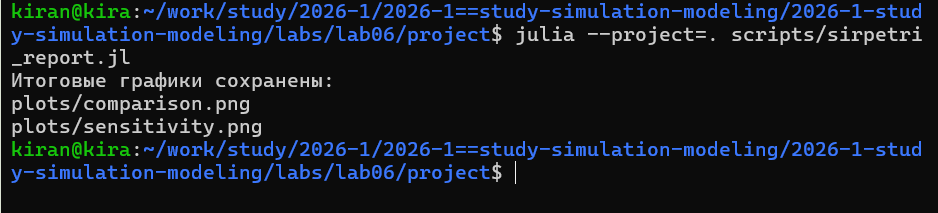 kiran@kira:~/work/study/2026-1/2026-1==study-simulation-modeling/2026-1-stud
y-simulation-modeling/labs/lab06/project$ julia --project=. scripts/sirpetri
_report.jl
Итоговые графики сохранены:
plots/comparison.png
plots/sensitivity.png
kiran@kira:~/work/study/2026-1/2026-1==study-simulation-modeling/2026-1-stud
y-simulation-modeling/labs/lab06/project$